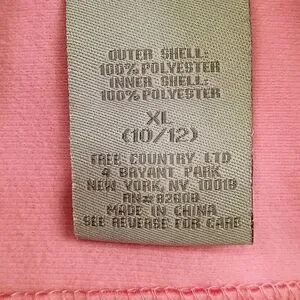 OUTER SHELL:
100% POLYESTER
INNER SHELL:
100% POLYESTER
XL
(10/12)
FREE COUNTRY LTD
4 BRYANT PARK
NEW YORK, NY 10018
RN# 82600
MADE IN CHINA
SEE REVERSE FOR CARE